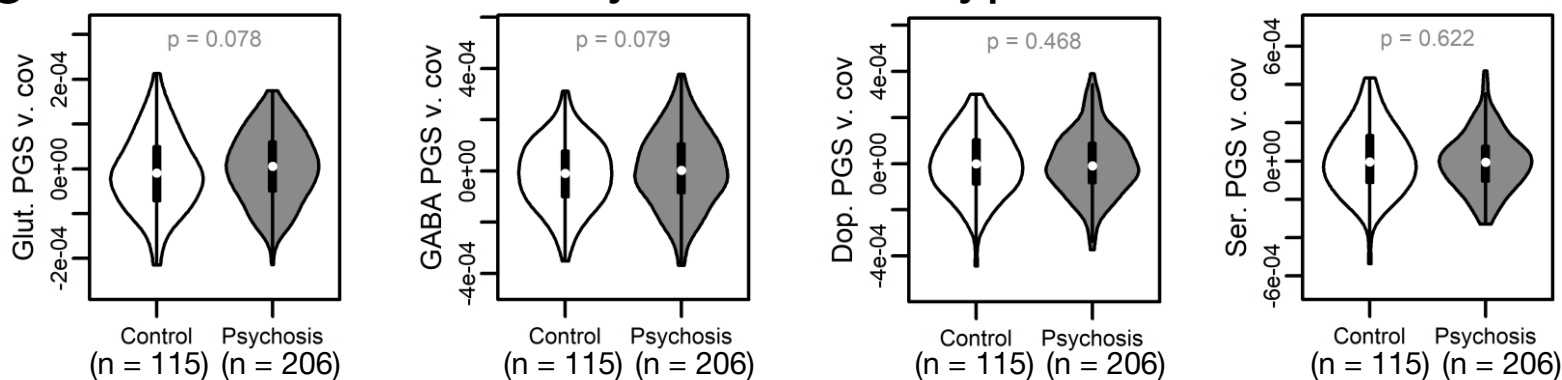 p = 0.078
Glut. PGS v. cov
2e-04
0e+00
-2e-04
Control
(n = 115)
Psychosis
(n = 206)
p = 0.079
GABA PGS v. cov
4e-04
0e+00
-4e-04
Control
(n = 115)
Psychosis
(n = 206)
p = 0.468
Dop. PGS v. cov
4e-04
0e+00
-4e-04
Control
(n = 115)
Psychosis
(n = 206)
p = 0.622
Ser. PGS v. cov
6e-04
0e+00
-6e-04
Control
(n = 115)
Psychosis
(n = 206)